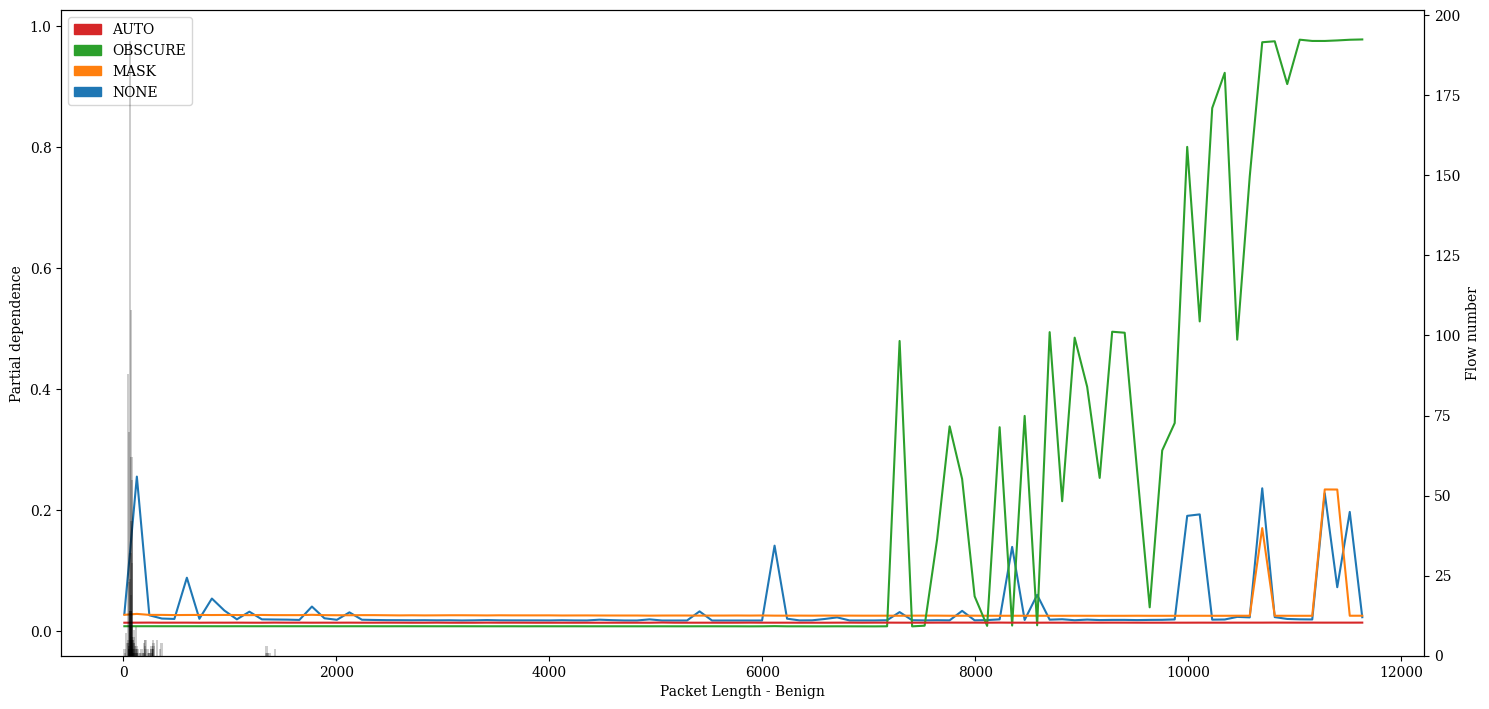 AUTO
OBSCURE
MASK
NONE
1.0
0.8
0.6
0.4
0.2
0.0
Partial dependence
200
175
150
125
100
75
50
25
0
Flow number
0 2000 4000 6000 8000 10000 12000
Packet Length - Benign